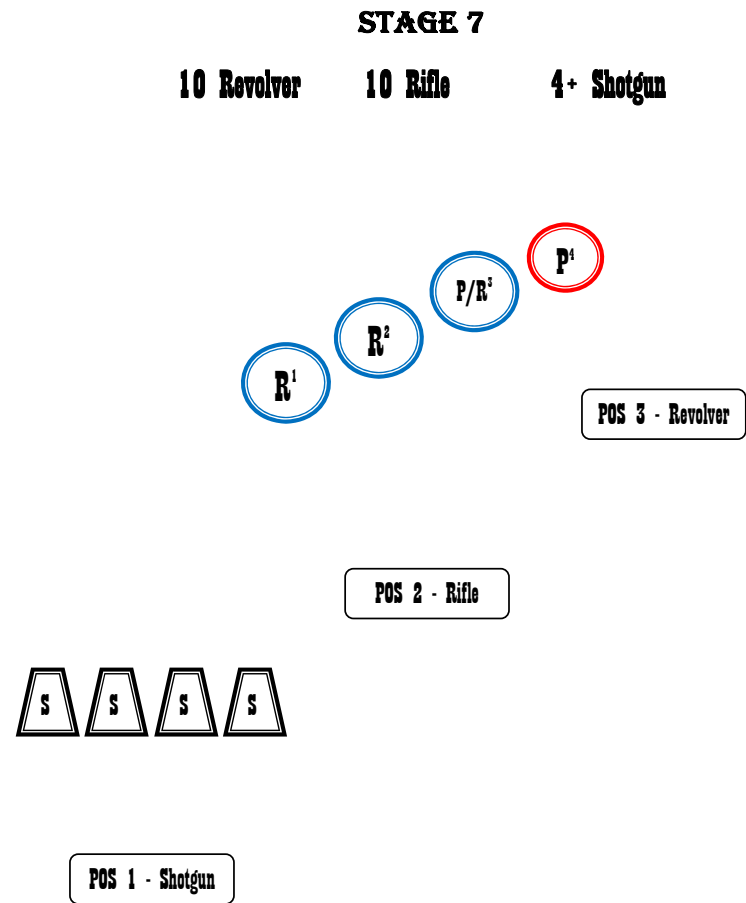 STAGE 7
10 Revolver 10 Rifle 4+ Shotgun
P⁴
P/R³
R²
R¹
POS 3 - Revolver
POS 2 - Rifle
S S S S
POS 1 - Shotgun